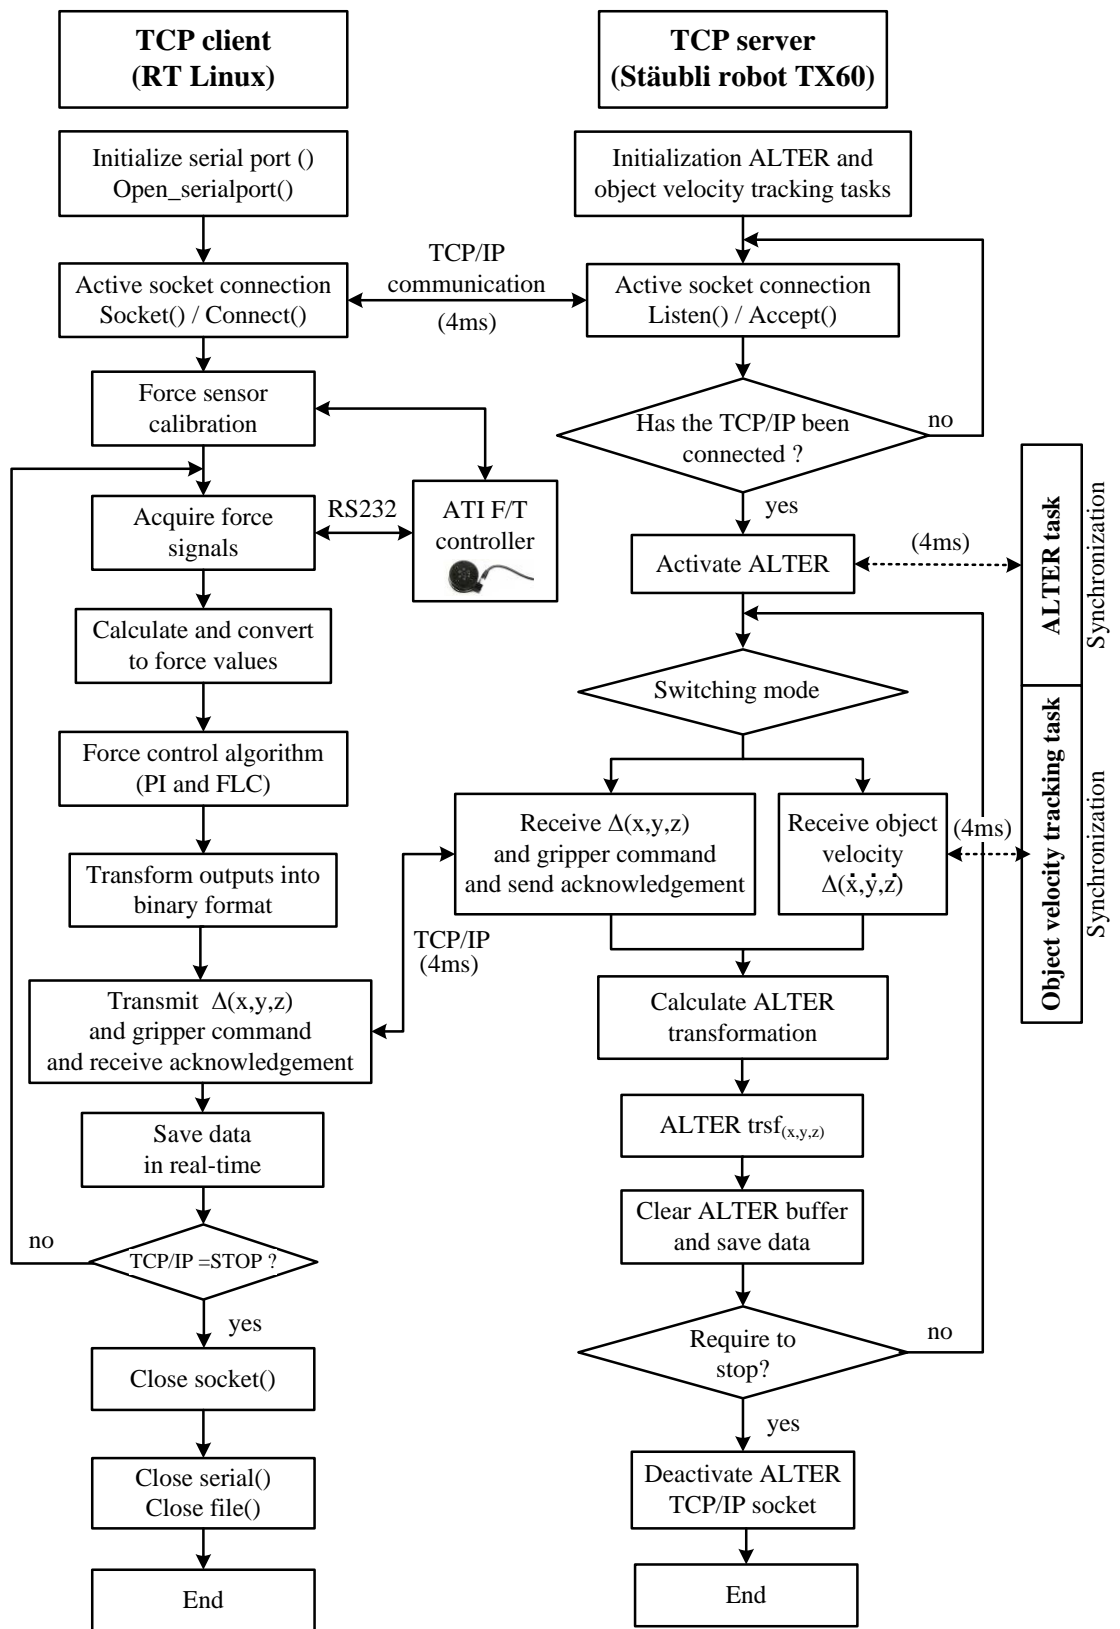 TCP client
(RT Linux)
Initialize serial port ()
Open_serialport()
Active socket connection
Socket() / Connect()
Force sensor
calibration
Acquire force
signals
RS232
ATI F/T
controller
Calculate and convert
to force values
Force control algorithm
(PI and FLC)
Transform outputs into
binary format
Transmit Δ(x,y,z)
and gripper command
and receive acknowledgement
Save data
in real-time
TCP/IP =STOP ?
no
yes
Close socket()
Close serial()
Close file()
End
TCP/IP
communication
(4ms)
TCP/IP
(4ms)
TCP server
(Stäubli robot TX60)
Initialization ALTER and
object velocity tracking tasks
Active socket connection
Listen() / Accept()
Has the TCP/IP been
connected ?
no
yes
Activate ALTER
(4ms)
Switching mode
Receive Δ(x,y,z)
and gripper command
and send acknowledgement
Receive object
velocity
Δ(ẋ,ẏ,ż)
(4ms)
Calculate ALTER
transformation
ALTER trsf(x,y,z)
Clear ALTER buffer
and save data
Require to
stop?
no
yes
Deactivate ALTER
TCP/IP socket
End
ALTER task
Synchronization
Object velocity tracking task
Synchronization